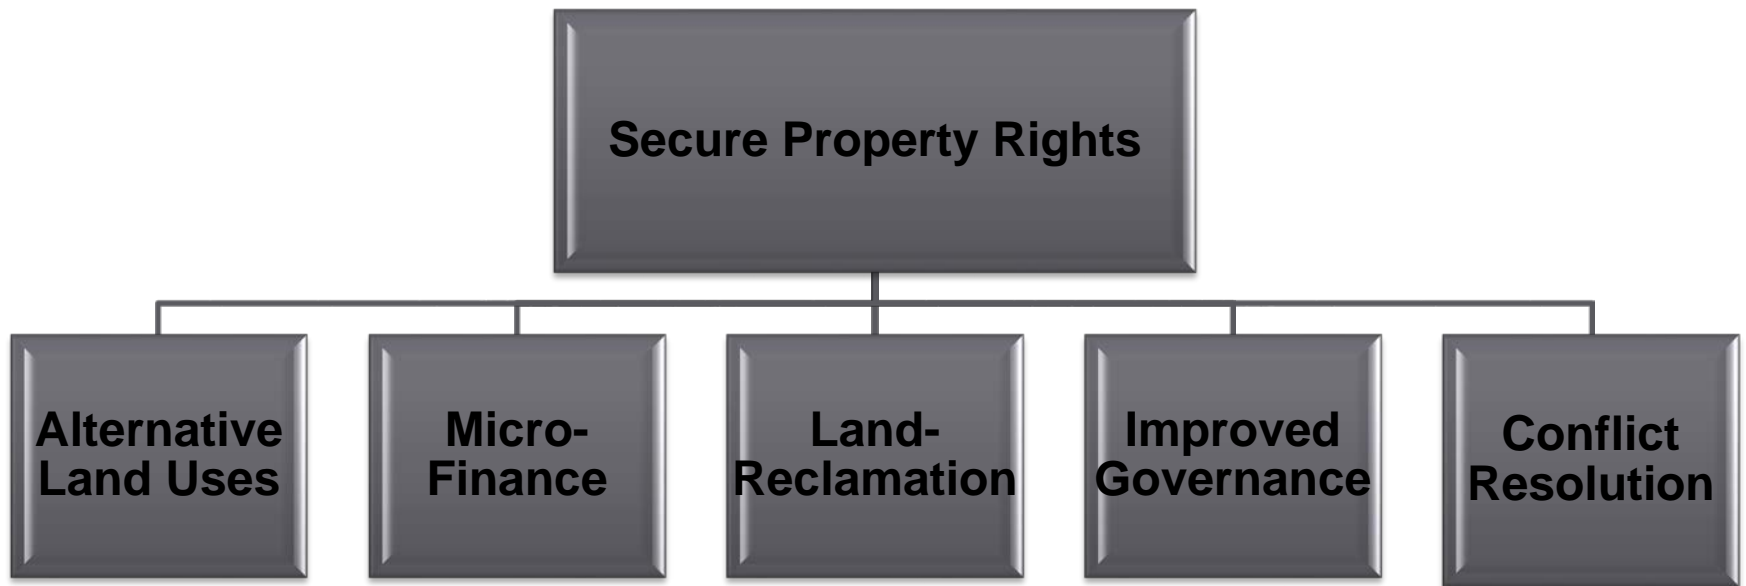 Secure Property Rights
Alternative
Land Uses
Micro-
Finance
Land-
Reclamation
Improved
Governance
Conflict
Resolution